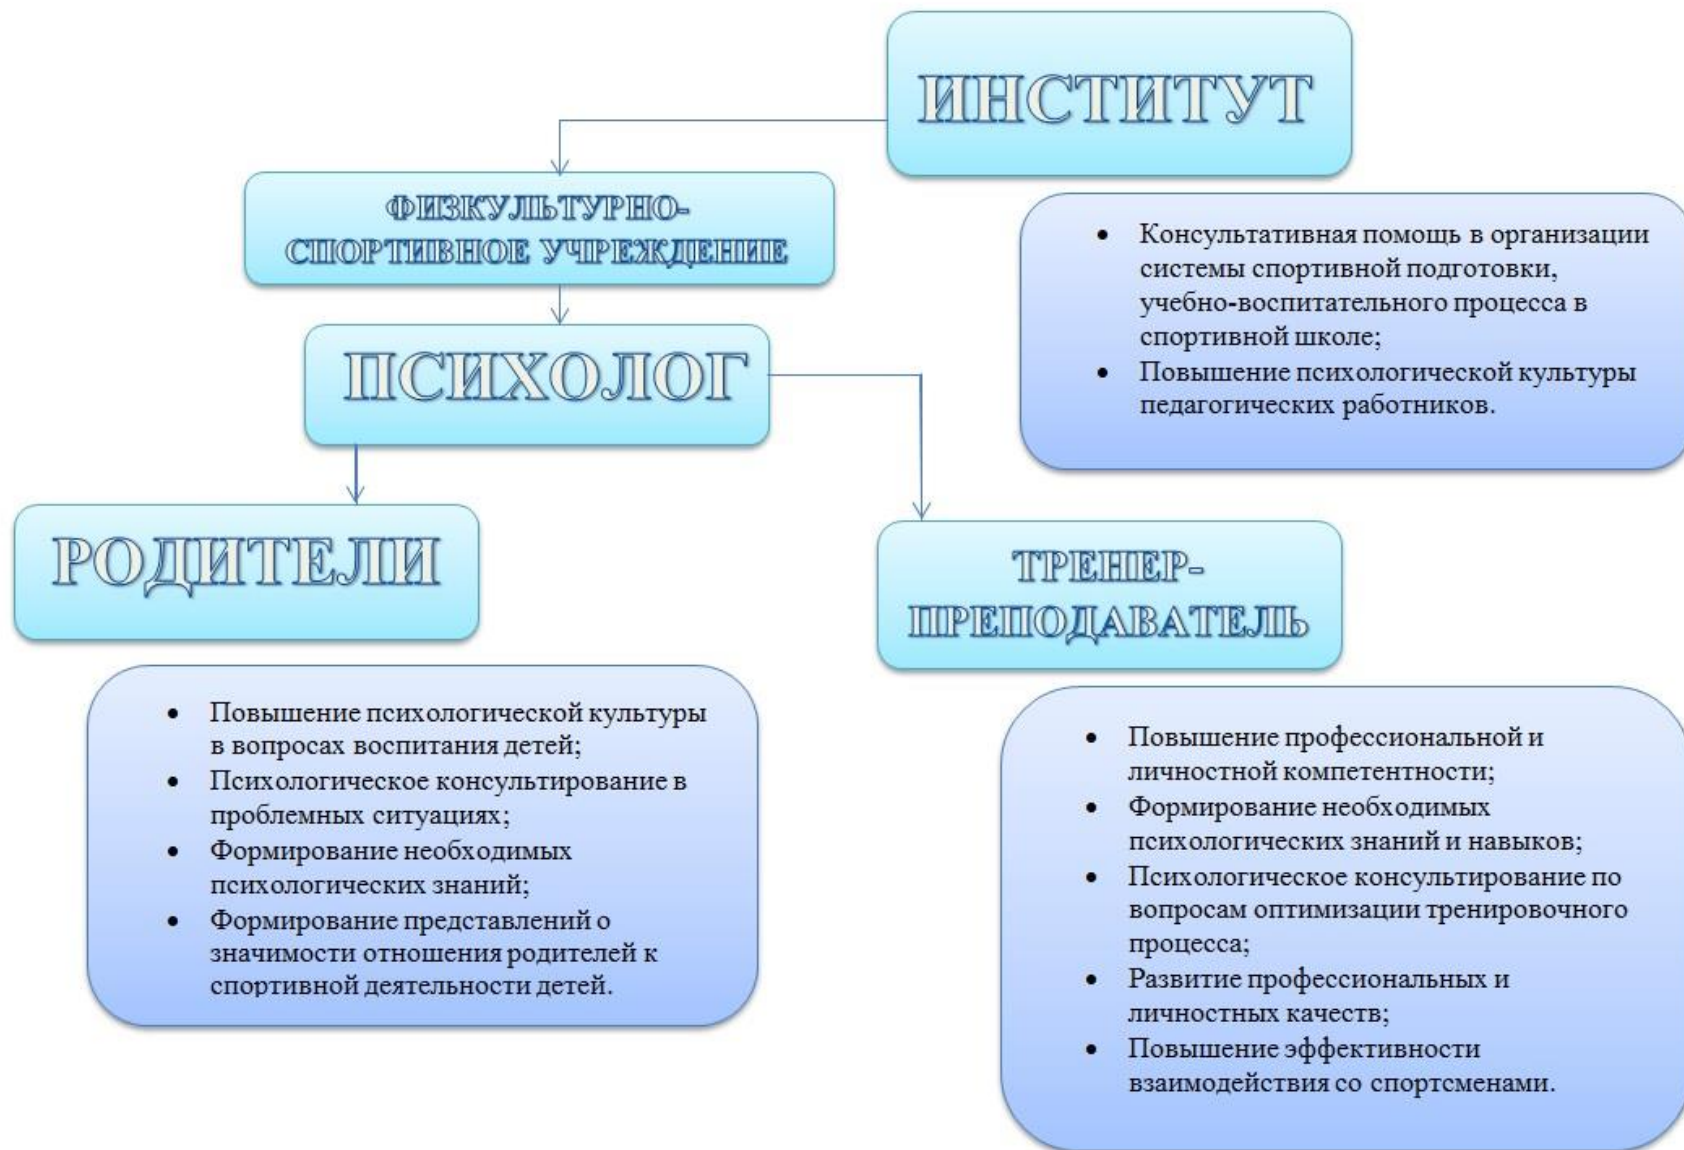 ИНСТИТУТ
ФИЗКУЛЬТУРНО-
СПОРТИВНОЕ УЧРЕЖДЕНИЕ
• Консультативная помощь в организации
системы спортивной подготовки,
учебно-воспитательного процесса в
спортивной школе;
• Повышение психологической культуры
педагогических работников.
ПСИХОЛОГ
РОДИТЕЛИ
ТРЕНЕР-
ПРЕПОДАВАТЕЛЬ
• Повышение психологической культуры
в вопросах воспитания детей;
• Психологическое консультирование в
проблемных ситуациях;
• Формирование необходимых
психологических знаний;
• Формирование представлений о
значимости отношения родителей к
спортивной деятельности детей.
• Повышение профессиональной и
личностной компетентности;
• Формирование необходимых
психологических знаний и навыков;
• Психологическое консультирование по
вопросам оптимизации тренировочного
процесса;
• Развитие профессиональных и
личностных качеств;
• Повышение эффективности
взаимодействия со спортсменами.